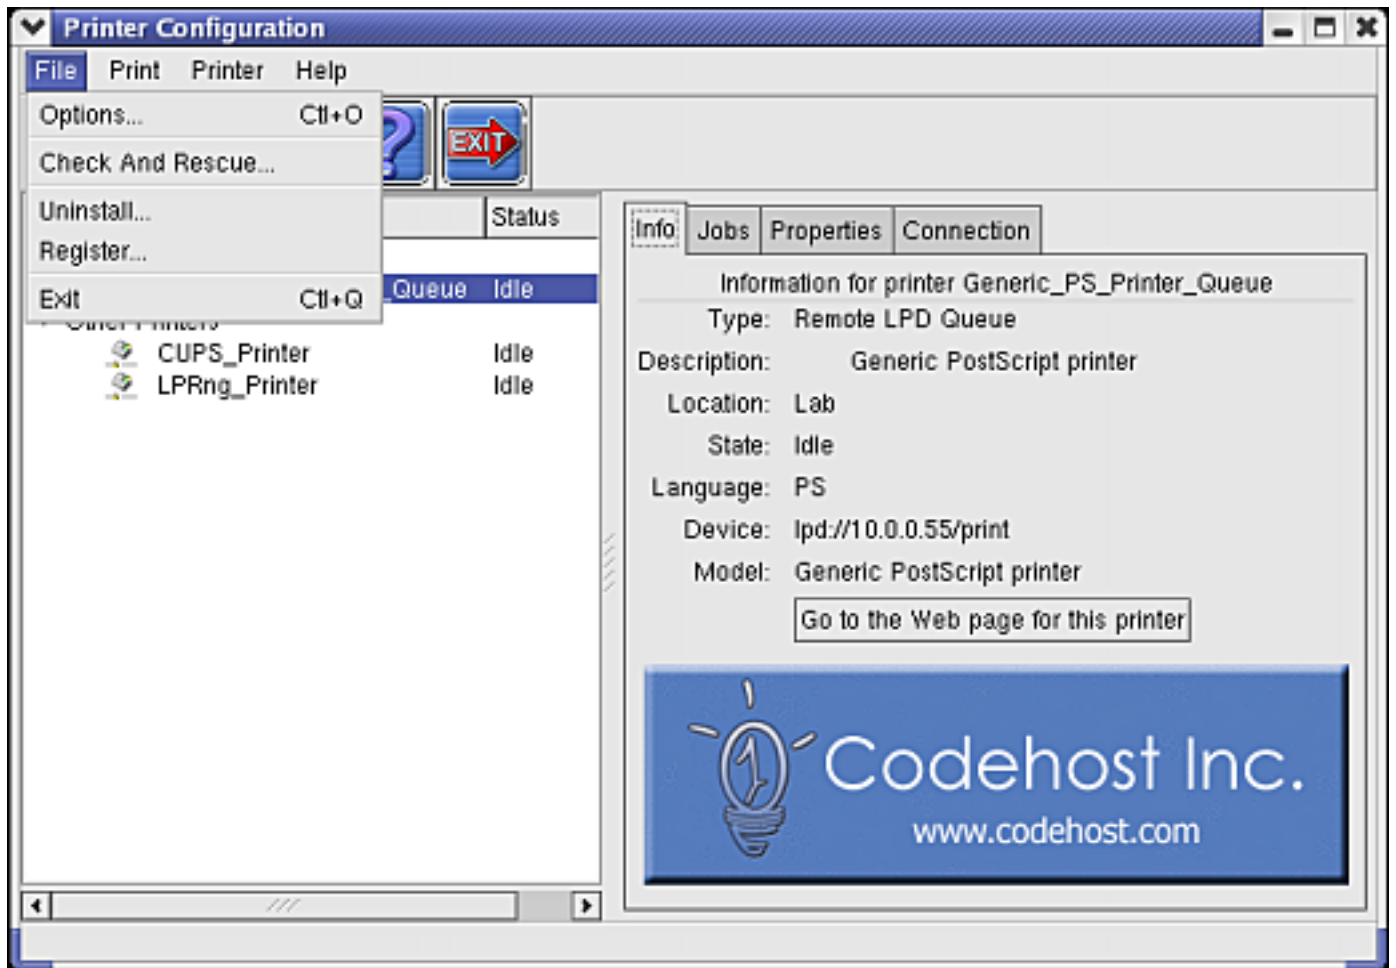 Printer Configuration
File Print Printer Help
Options... Ctl+O
Check And Rescue...
Uninstall...
Register...
Exit Ctl+Q
EXIT
Status
_Queue Idle
Other Printers
CUPS_Printer Idle
LPRng_Printer Idle
Info Jobs Properties Connection
Information for printer Generic_PS_Printer_Queue
Type: Remote LPD Queue
Description: Generic PostScript printer
Location: Lab
State: Idle
Language: PS
Device: lpd://10.0.0.55/print
Model: Generic PostScript printer
Go to the Web page for this printer
Codehost Inc.
www.codehost.com